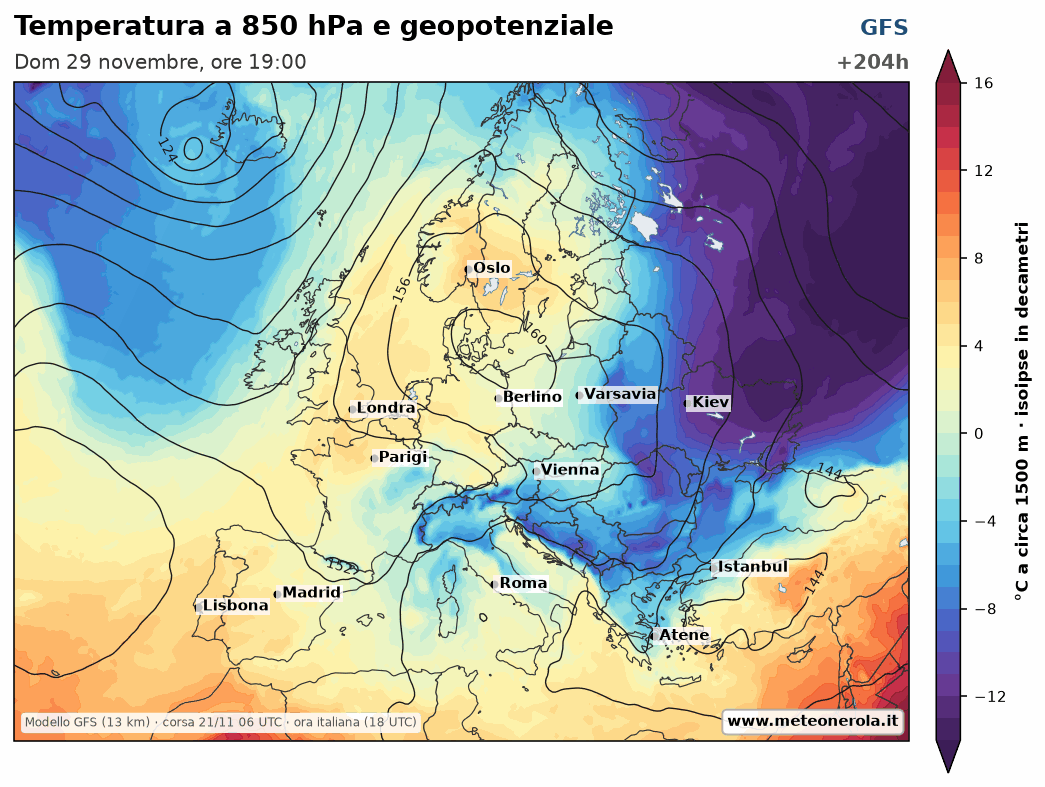 Temperatura a 850 hPa e geopotenziale
GFS
Dom 29 novembre, ore 19:00
+204h
124
156
Oslo
160
Londra
Berlino
Varsavia
Kiev
Parigi
Vienna
144
152
Madrid
Lisbona
Roma
Istanbul
144
Atene
Modello GFS (13 km) · corsa 21/11 06 UTC · ora italiana (18 UTC)
www.meteonerola.it
16
12
8
4
0
−4
−8
−12
°C a circa 1500 m · isoipse in decametri